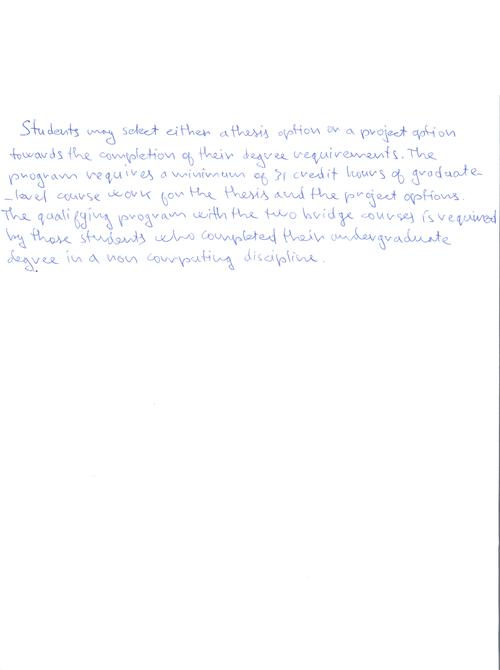 Students may select either a thesis option or a project option
towards the completion of their degree requirements. The
program requires a minimum of 31 credit hours of graduate-
-level course work for the thesis and the project options.
The qualifying program with the two bridge courses is required
by those students who completed their undergraduate
degree in a non computing discipline.